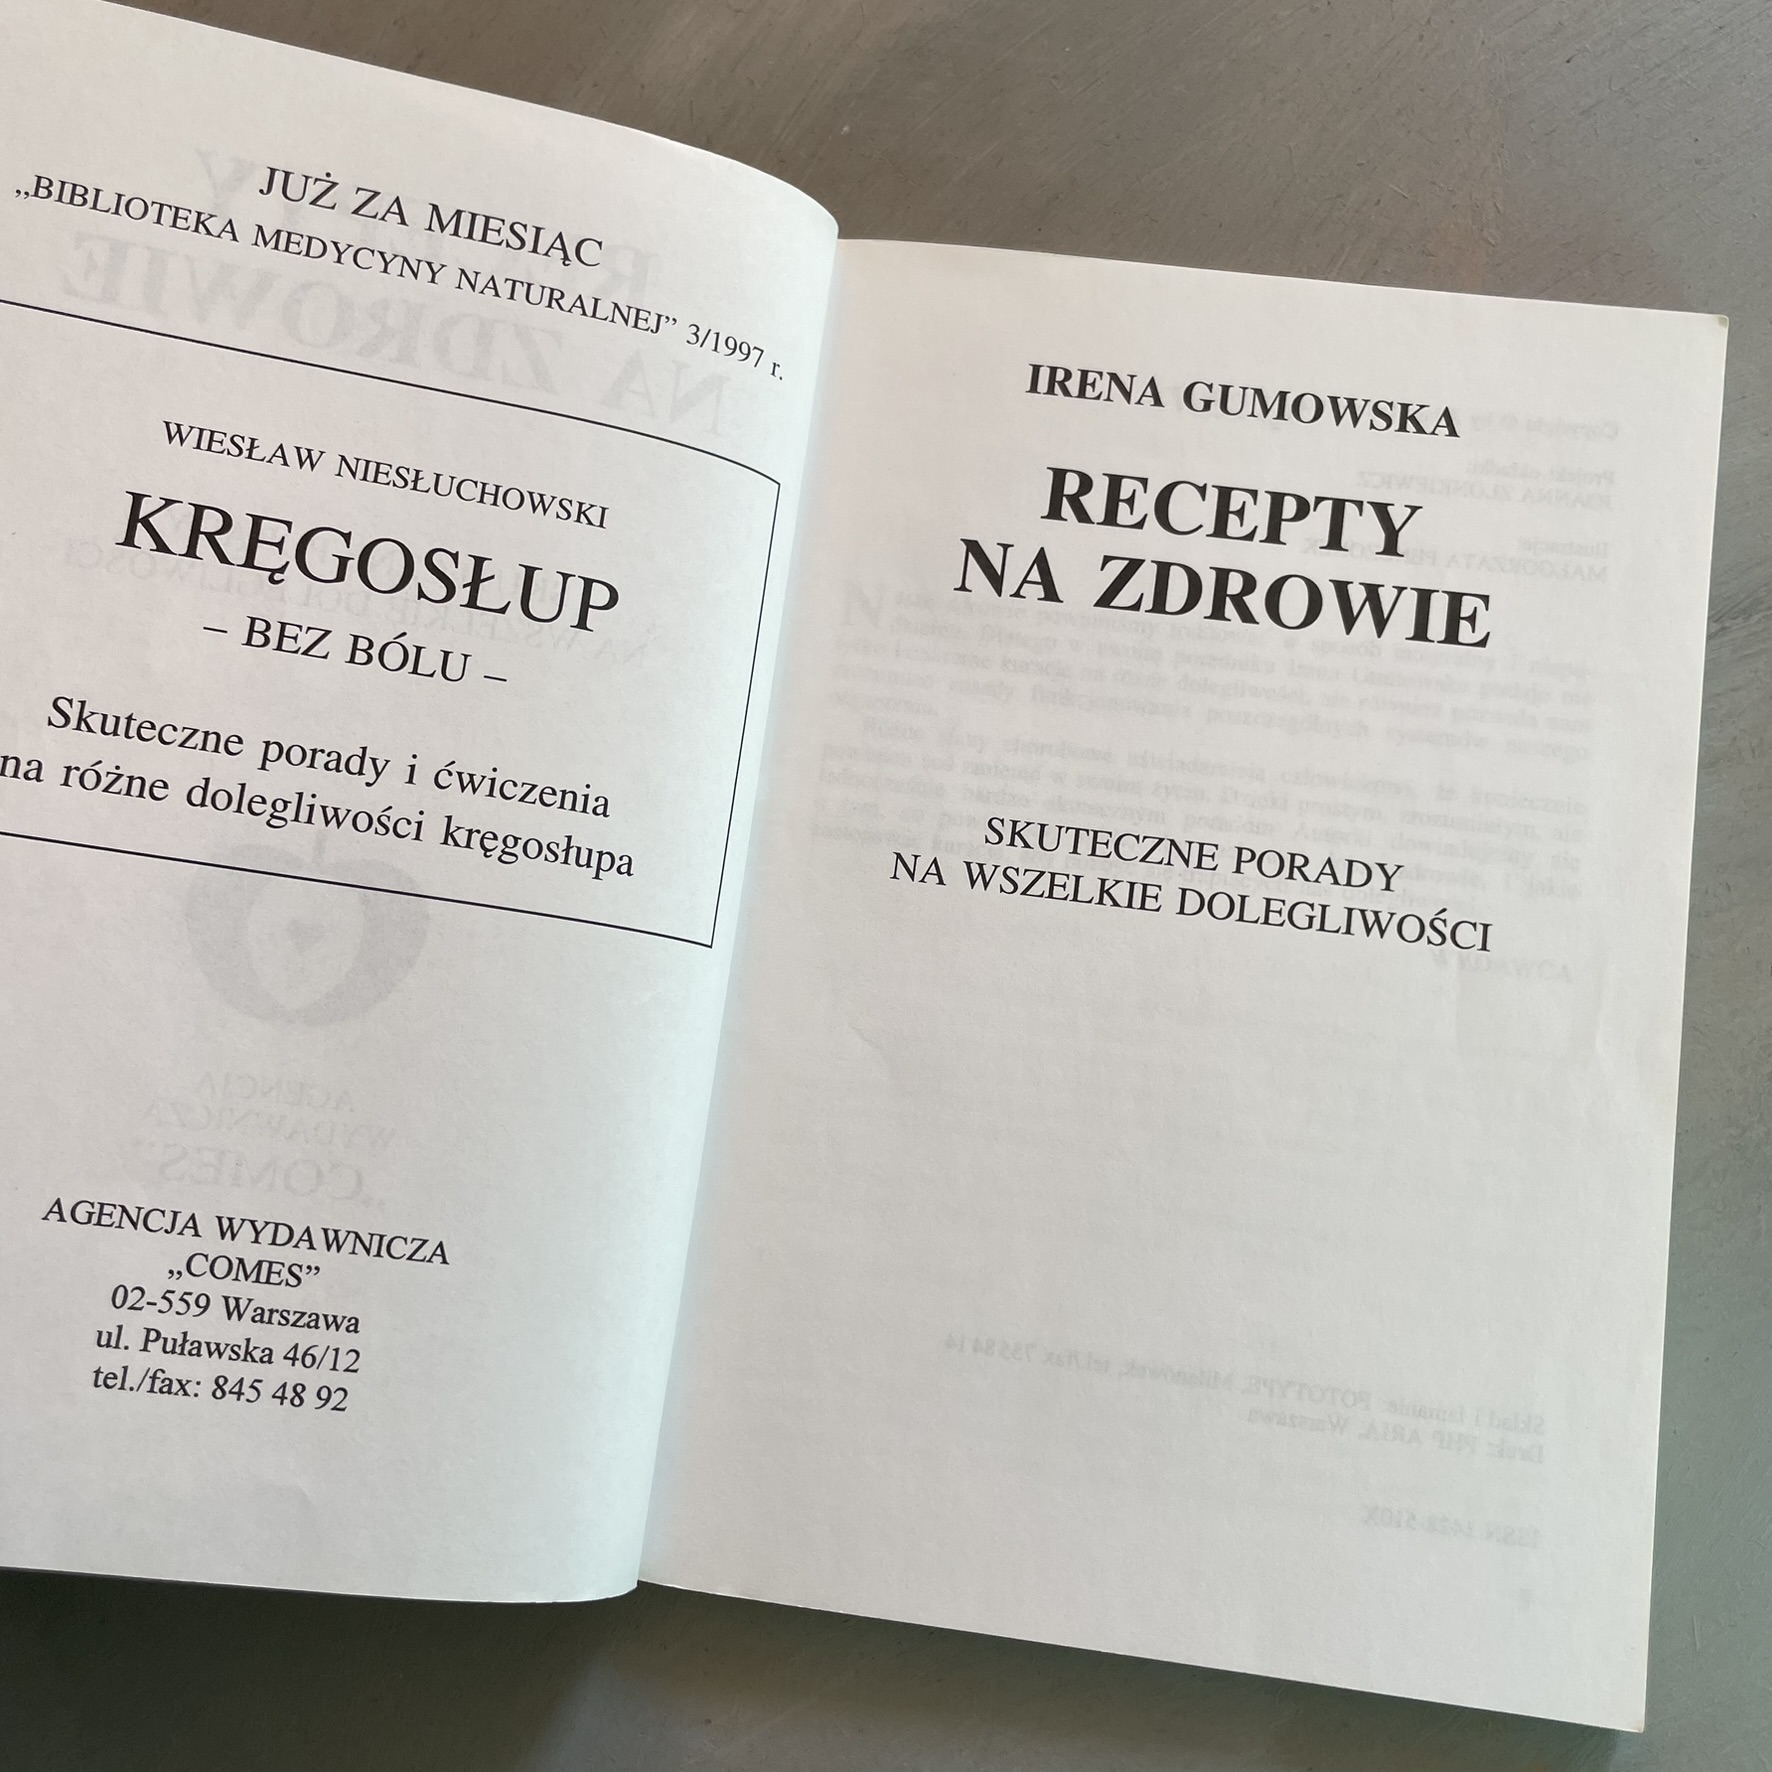 JUŻ ZA MIESIĄC
„BIBLIOTEKA MEDYCYNY NATURALNEJ” 3/1997 r.
WIESŁAW NIESŁUCHOWSKI
KRĘGOSŁUP
– BEZ BÓLU –
Skuteczne porady i ćwiczenia
na różne dolegliwości kręgosłupa
AGENCJA WYDAWNICZA
„COMES”
02-559 Warszawa
ul. Puławska 46/12
tel./fax: 845 48 92
IRENA GUMOWSKA
RECEPTY
NA ZDROWIE
SKUTECZNE PORADY
NA WSZELKIE DOLEGLIWOŚCI